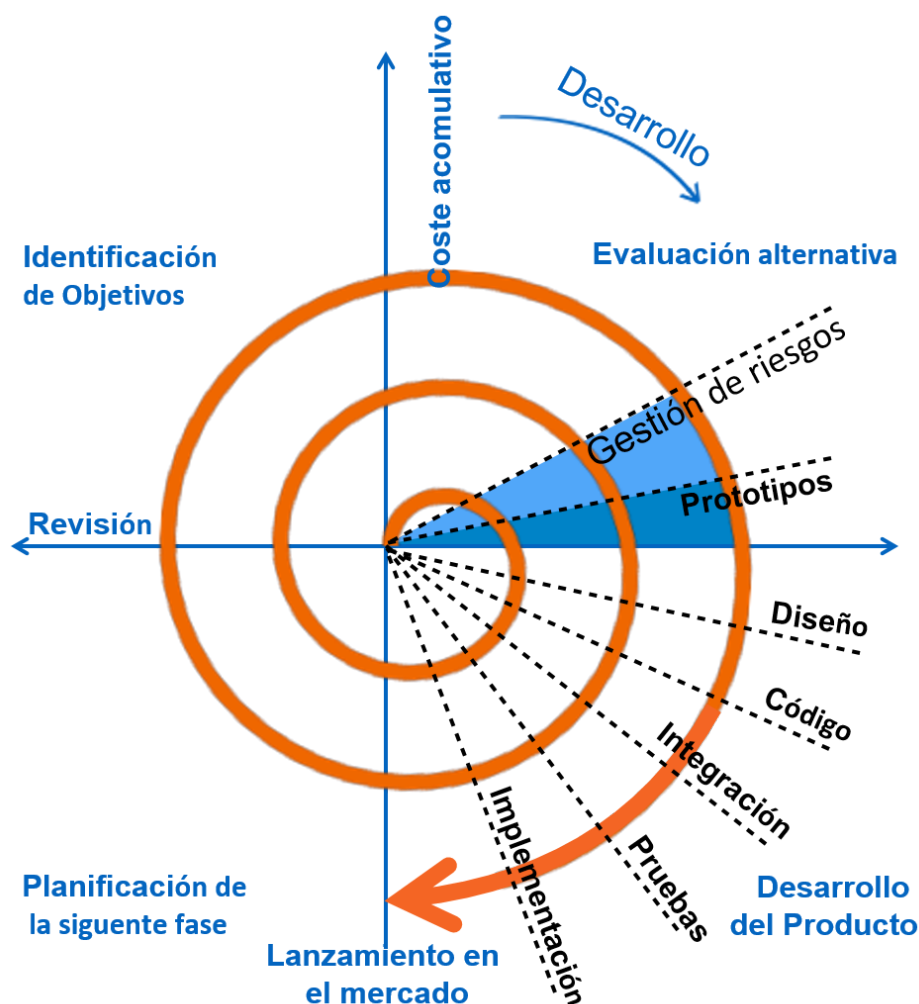 Coste acomulativo
Desarrollo
Identificación
de Objetivos
Evaluación alternativa
Gestión de riesgos
Prototipos
Revisión
Diseño
Código
Integración
Pruebas
Implementación
Planificación de
la siguente fase
Desarrollo
del Producto
Lanzamiento en
el mercado